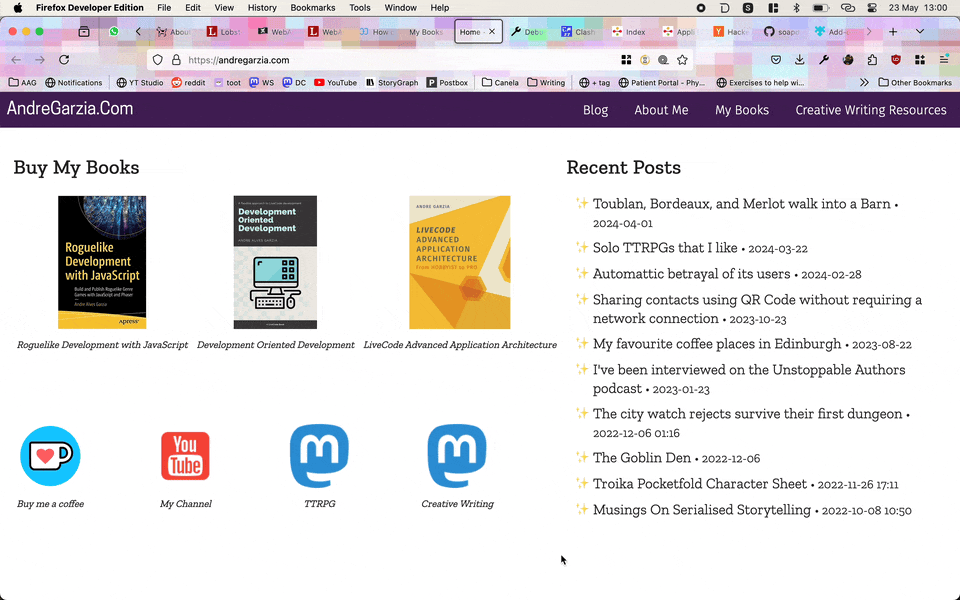 Firefox Developer Edition File Edit View History Bookmarks Tools Window Help 23 May 13:00
About Lobst WebA WebA How c My Books Home - Debu Clash Index Appli Hacke soapo Add-
https://andregarzia.com
AAG Notifications YT Studio reddit toot WS DC YouTube StoryGraph Postbox Canela Writing + tag Patient Portal - Phy... Exercises to help wi... Other Bookmarks
AndreGarzia.Com Blog About Me My Books Creative Writing Resources
Buy My Books
Roguelike
Development
with JavaScript
Build and Publish Roguelike Genre
Games with JavaScript and Phaser
Andre Alves Garzia
Apress
Development
Oriented
Development
ANDRE ALVES GARCIA
ANDRE GARZIA
LIVECODE
ADVANCED
APPLICATION
ARCHITECTURE
From HOBBYIST to PRO
Roguelike Development with JavaScript Development Oriented Development LiveCode Advanced Application Architecture
You
Tube
Buy me a coffee My Channel TTRPG Creative Writing
Recent Posts
✨ Toublan, Bordeaux, and Merlot walk into a Barn •
2024-04-01
✨ Solo TTRPGs that I like • 2024-03-22
✨ Automattic betrayal of its users • 2024-02-28
✨ Sharing contacts using QR Code without requiring a
network connection • 2023-10-23
✨ My favourite coffee places in Edinburgh • 2023-08-22
✨ I've been interviewed on the Unstoppable Authors
podcast • 2023-01-23
✨ The city watch rejects survive their first dungeon •
2022-12-06 01:16
✨ The Goblin Den • 2022-12-06
✨ Troika Pocketfold Character Sheet • 2022-11-26 17:11
✨ Musings On Serialised Storytelling • 2022-10-08 10:50